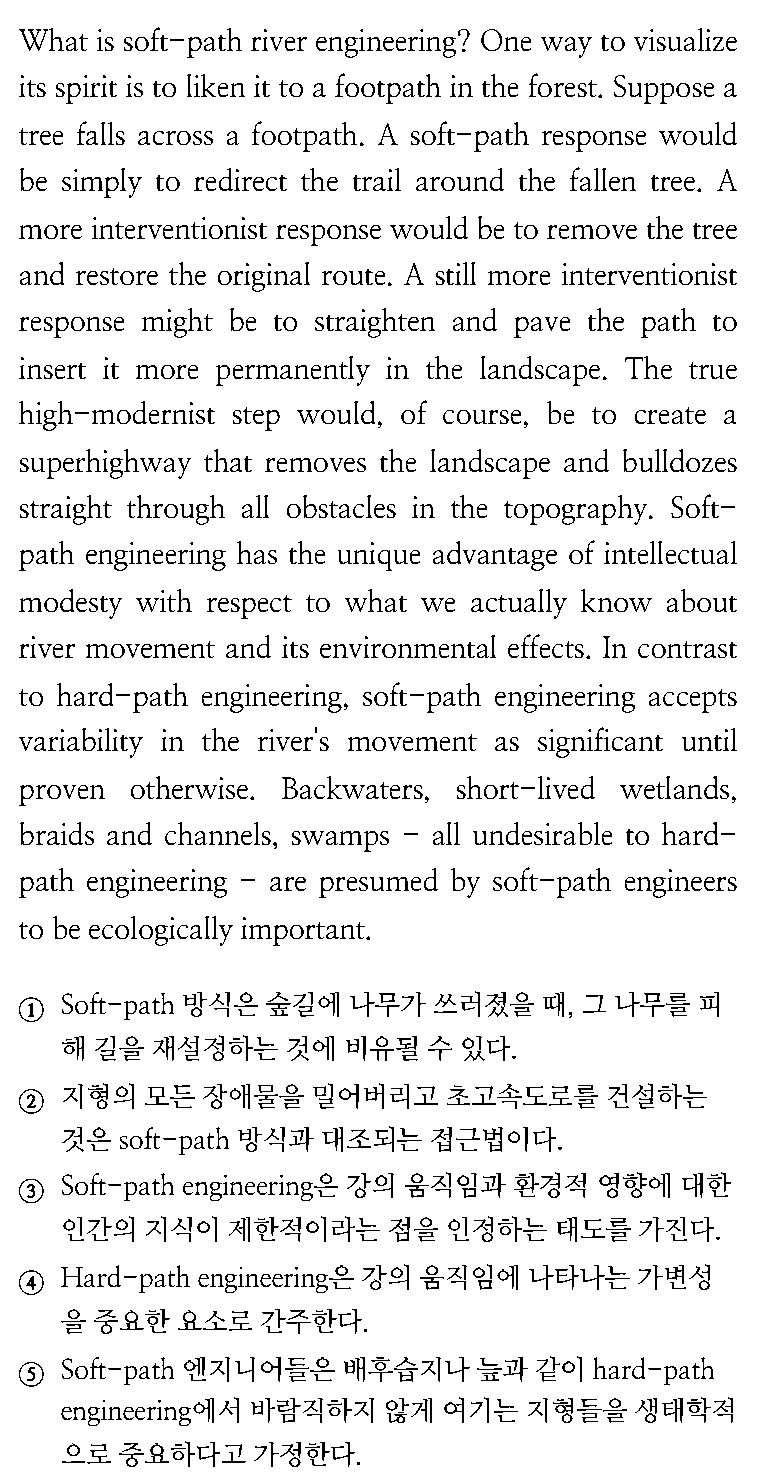 What is soft-path river engineering? One way to visualize
its spirit is to liken it to a footpath in the forest. Suppose a
tree falls across a footpath. A soft-path response would
be simply to redirect the trail around the fallen tree. A
more interventionist response would be to remove the tree
and restore the original route. A still more interventionist
response might be to straighten and pave the path to
insert it more permanently in the landscape. The true
high-modernist step would, of course, be to create a
superhighway that removes the landscape and bulldozes
straight through all obstacles in the topography. Soft-
path engineering has the unique advantage of intellectual
modesty with respect to what we actually know about
river movement and its environmental effects. In contrast
to hard-path engineering, soft-path engineering accepts
variability in the river's movement as significant until
proven otherwise. Backwaters, short-lived wetlands,
braids and channels, swamps - all undesirable to hard-
path engineering - are presumed by soft-path engineers
to be ecologically important.
① Soft-path 방식은 숲길에 나무가 쓰러졌을 때, 그 나무를 피
해 길을 재설정하는 것에 비유될 수 있다.
② 지형의 모든 장애물을 밀어버리고 초고속도로를 건설하는
것은 soft-path 방식과 대조되는 접근법이다.
③ Soft-path engineering은 강의 움직임과 환경적 영향에 대한
인간의 지식이 제한적이라는 점을 인정하는 태도를 가진다.
④ Hard-path engineering은 강의 움직임에 나타나는 가변성
을 중요한 요소로 간주한다.
⑤ Soft-path 엔지니어들은 배후습지나 늪과 같이 hard-path
engineering에서 바람직하지 않게 여기는 지형들을 생태학적
으로 중요하다고 가정한다.